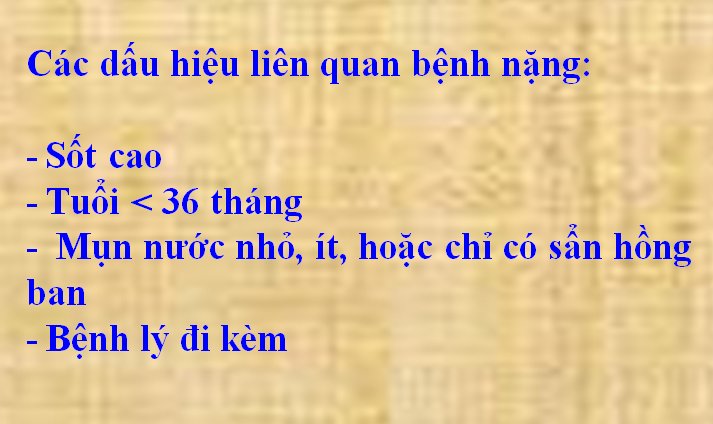 Các dấu hiệu liên quan bệnh nặng:
- Sốt cao
- Tuổi < 36 tháng
- Mụn nước nhỏ, ít, hoặc chỉ có sẩn hồng
ban
- Bệnh lý đi kèm